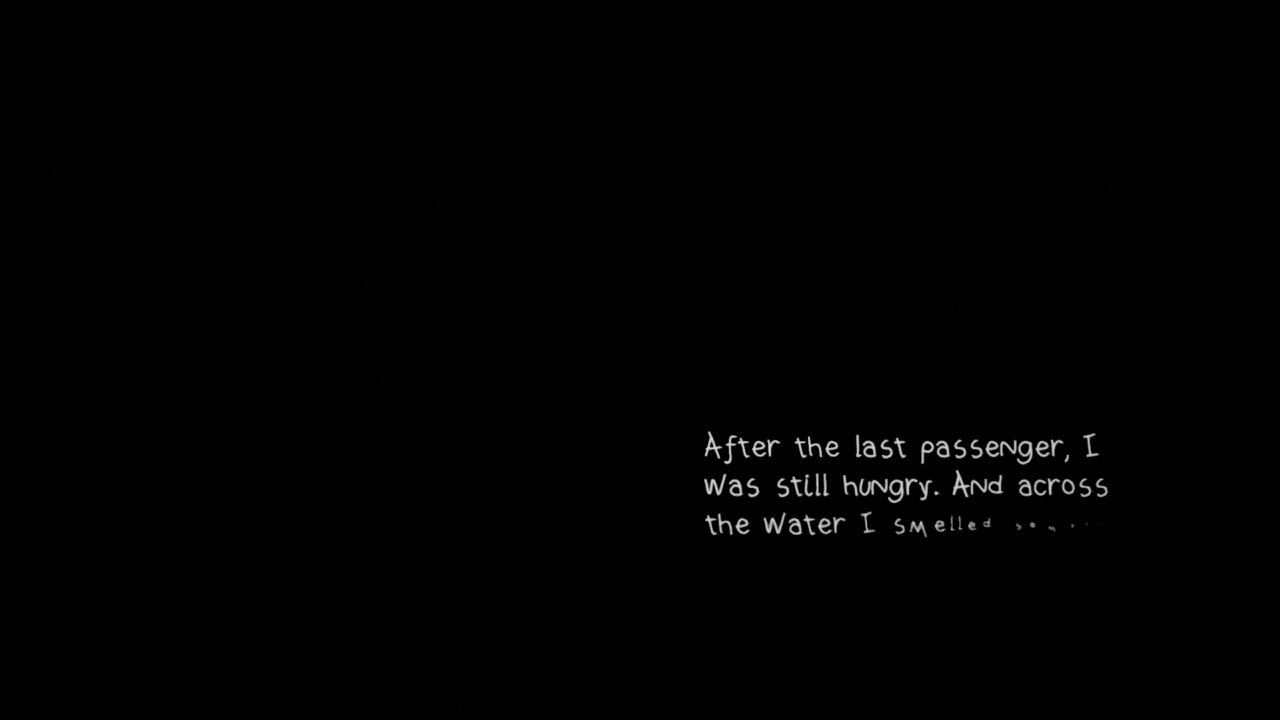 After the last passenger, I
was still hungry. And across
the water I smelled